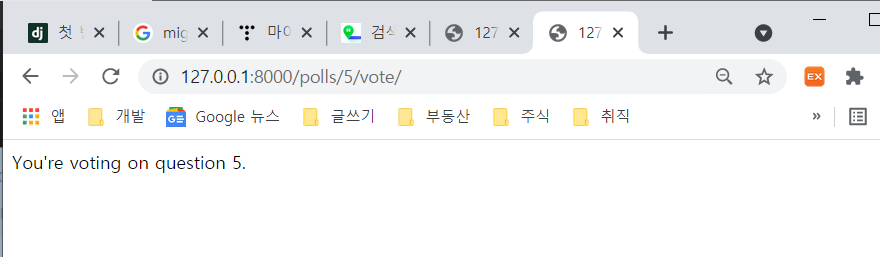 dj 첫 ㅂ G mig 마이 검색 127 127
127.0.0.1:8000/polls/5/vote/ EX
앱 개발 GE Google 뉴스 글쓰기 부동산 주식 취직 »
You're voting on question 5.